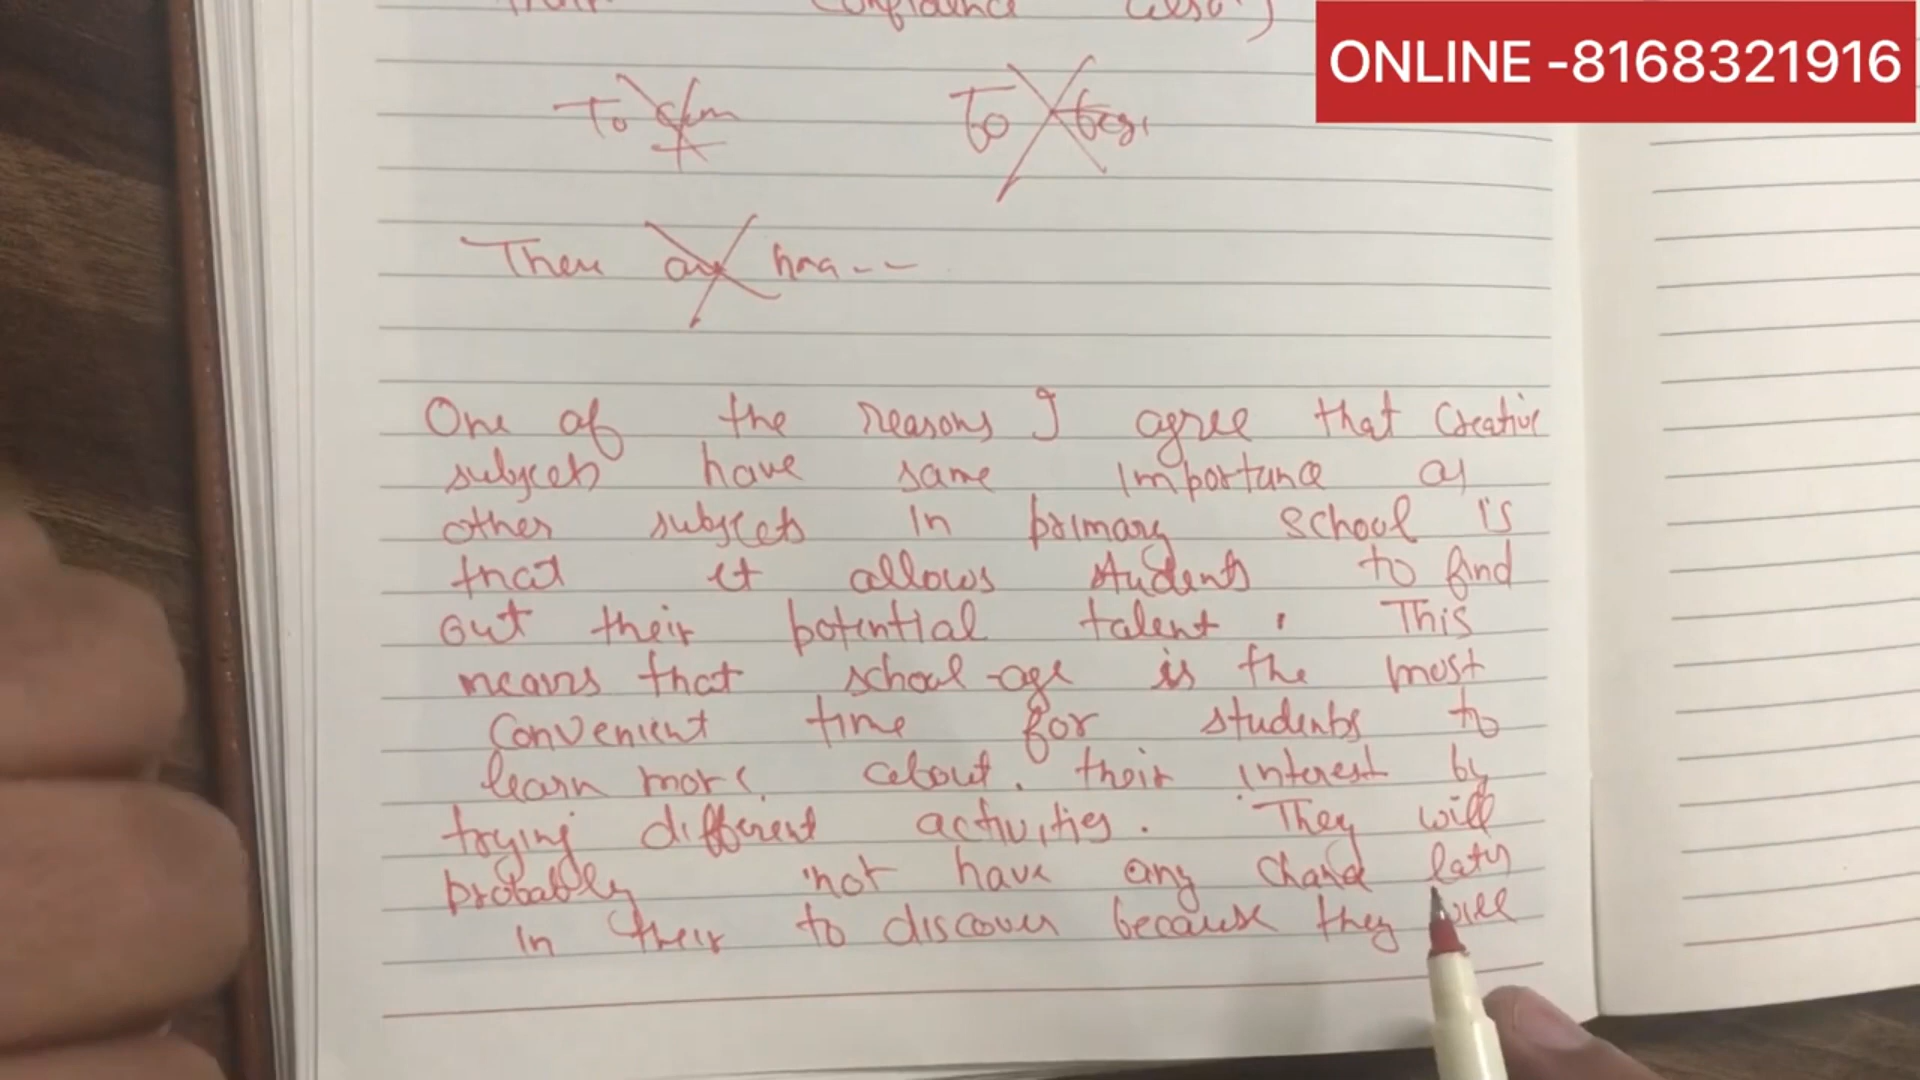 confidence also)
ONLINE -8168321916
To
To
There
One of the reasons I agree that creative
subjects have same importance as
other subjects in primary school is
that it allows students to find
out their potential talent. This
means that school-age is the most
convenient time for students to
learn more about their interest by
trying different activities. They will
probably not have any chance later
in their to discover because they will